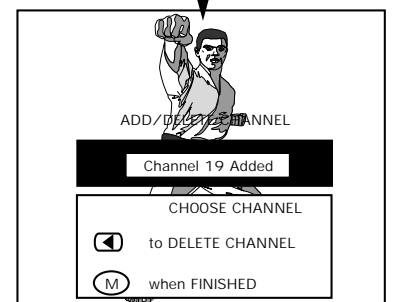 ADD/DELETE CHANNEL
Channel 19 Added
CHOOSE CHANNEL
to DELETE CHANNEL
M when FINISHED